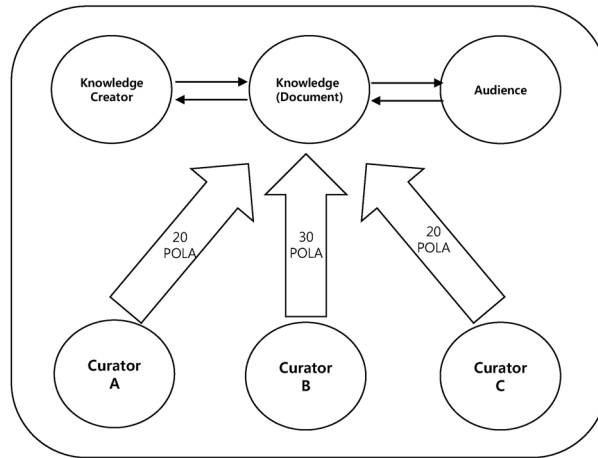 Knowledge
Creator
Knowledge
(Document)
Audience
20
POLA
30
POLA
20
POLA
Curator
A
Curator
B
Curator
C